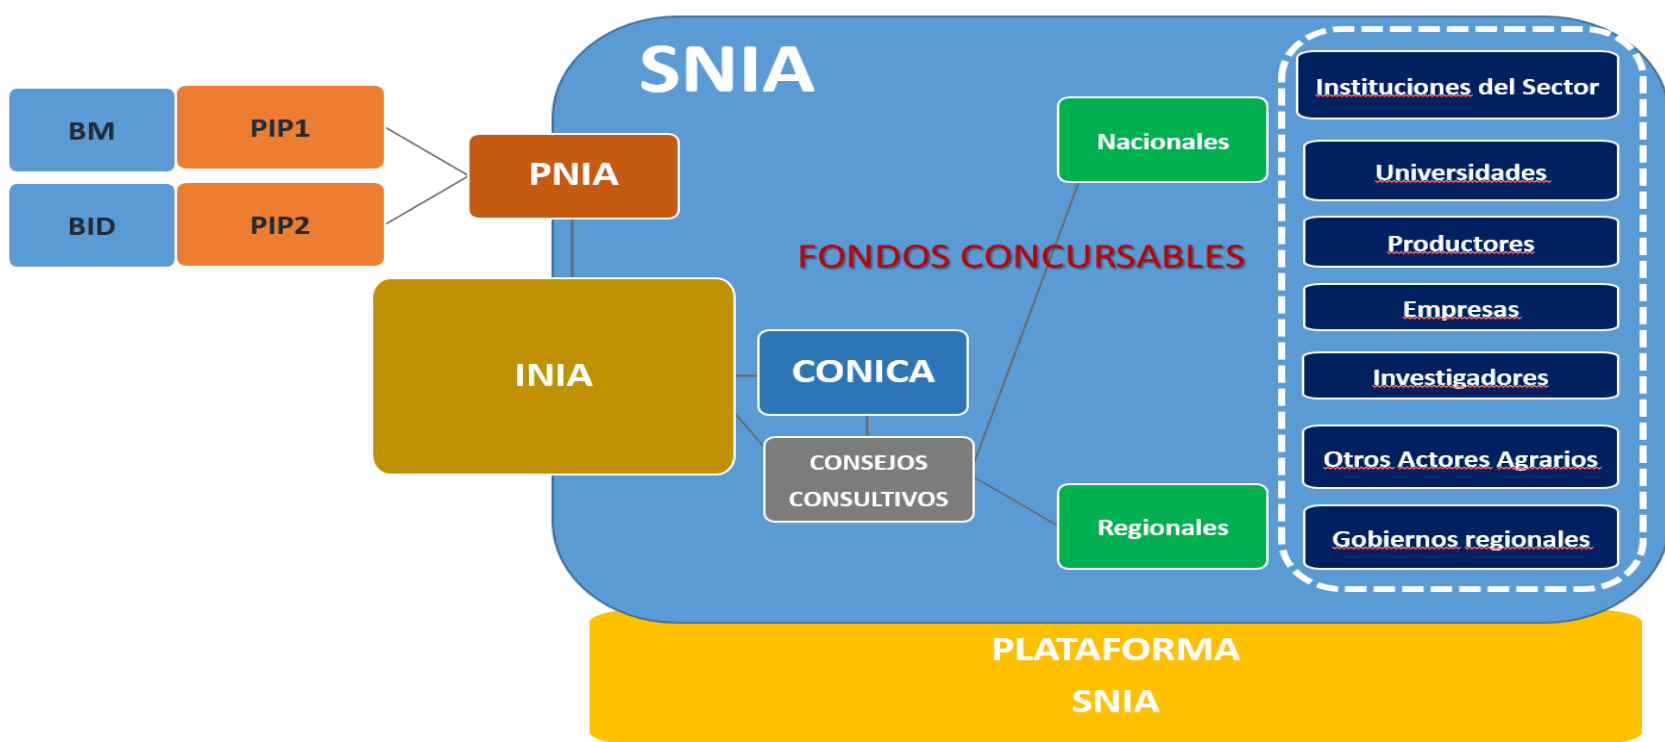 SNIA
BM
PIP1
BID
PIP2
PNIA
INIA
FONDOS CONCURSABLES
CONICA
CONSEJOS
CONSULTIVOS
Nacionales
Regionales
Instituciones del Sector
Universidades
Productores
Empresas
Investigadores
Otros Actores Agrarios
Gobiernos regionales
PLATAFORMA
SNIA